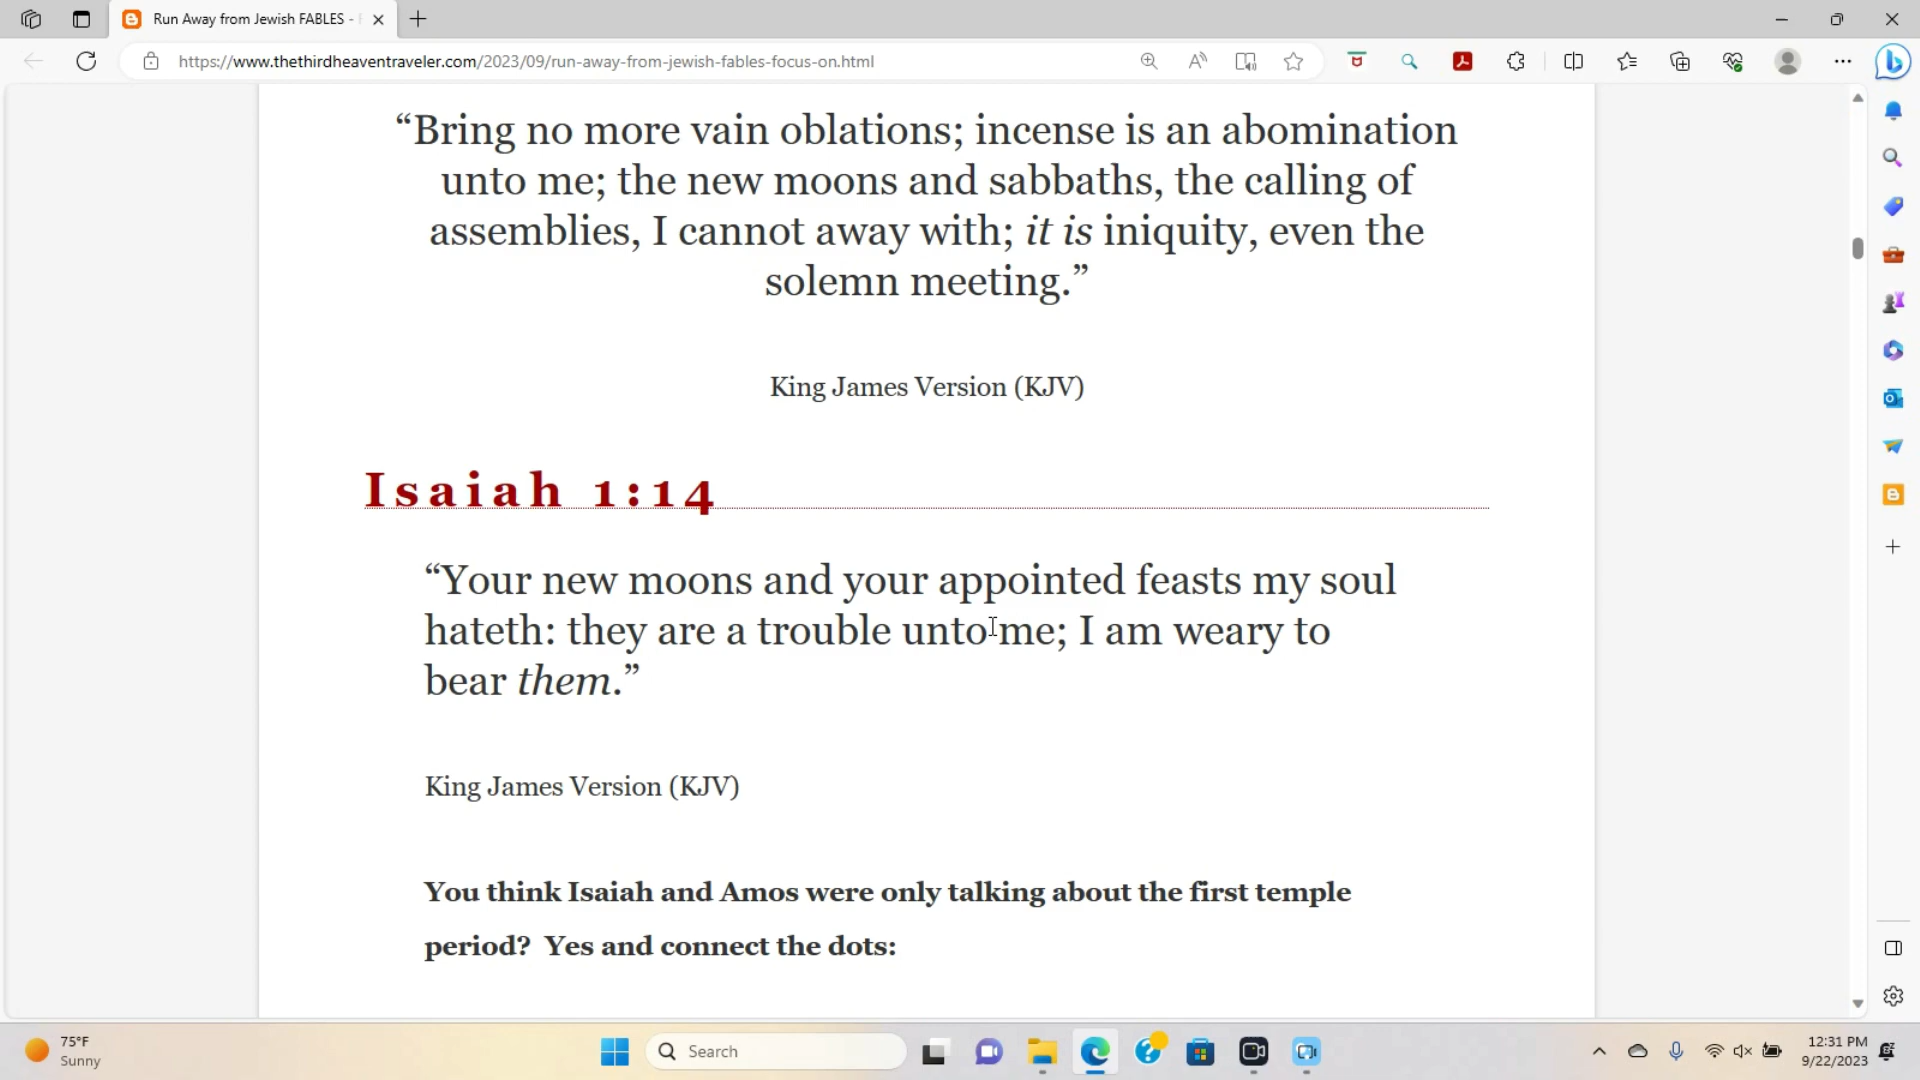 Run Away from Jewish FABLES -
https://www.thethirdheaventraveler.com/2023/09/run-away-from-jewish-fables-focus-on.html
“Bring no more vain oblations; incense is an abomination
unto me; the new moons and sabbaths, the calling of
assemblies, I cannot away with; it is iniquity, even the
solemn meeting.”
King James Version (KJV)
Isaiah 1:14
“Your new moons and your appointed feasts my soul
hateth: they are a trouble unto me; I am weary to
bear them.”
King James Version (KJV)
You think Isaiah and Amos were only talking about the first temple
period?  Yes and connect the dots:
75°F
Sunny
Search
12:31 PM
9/22/2023